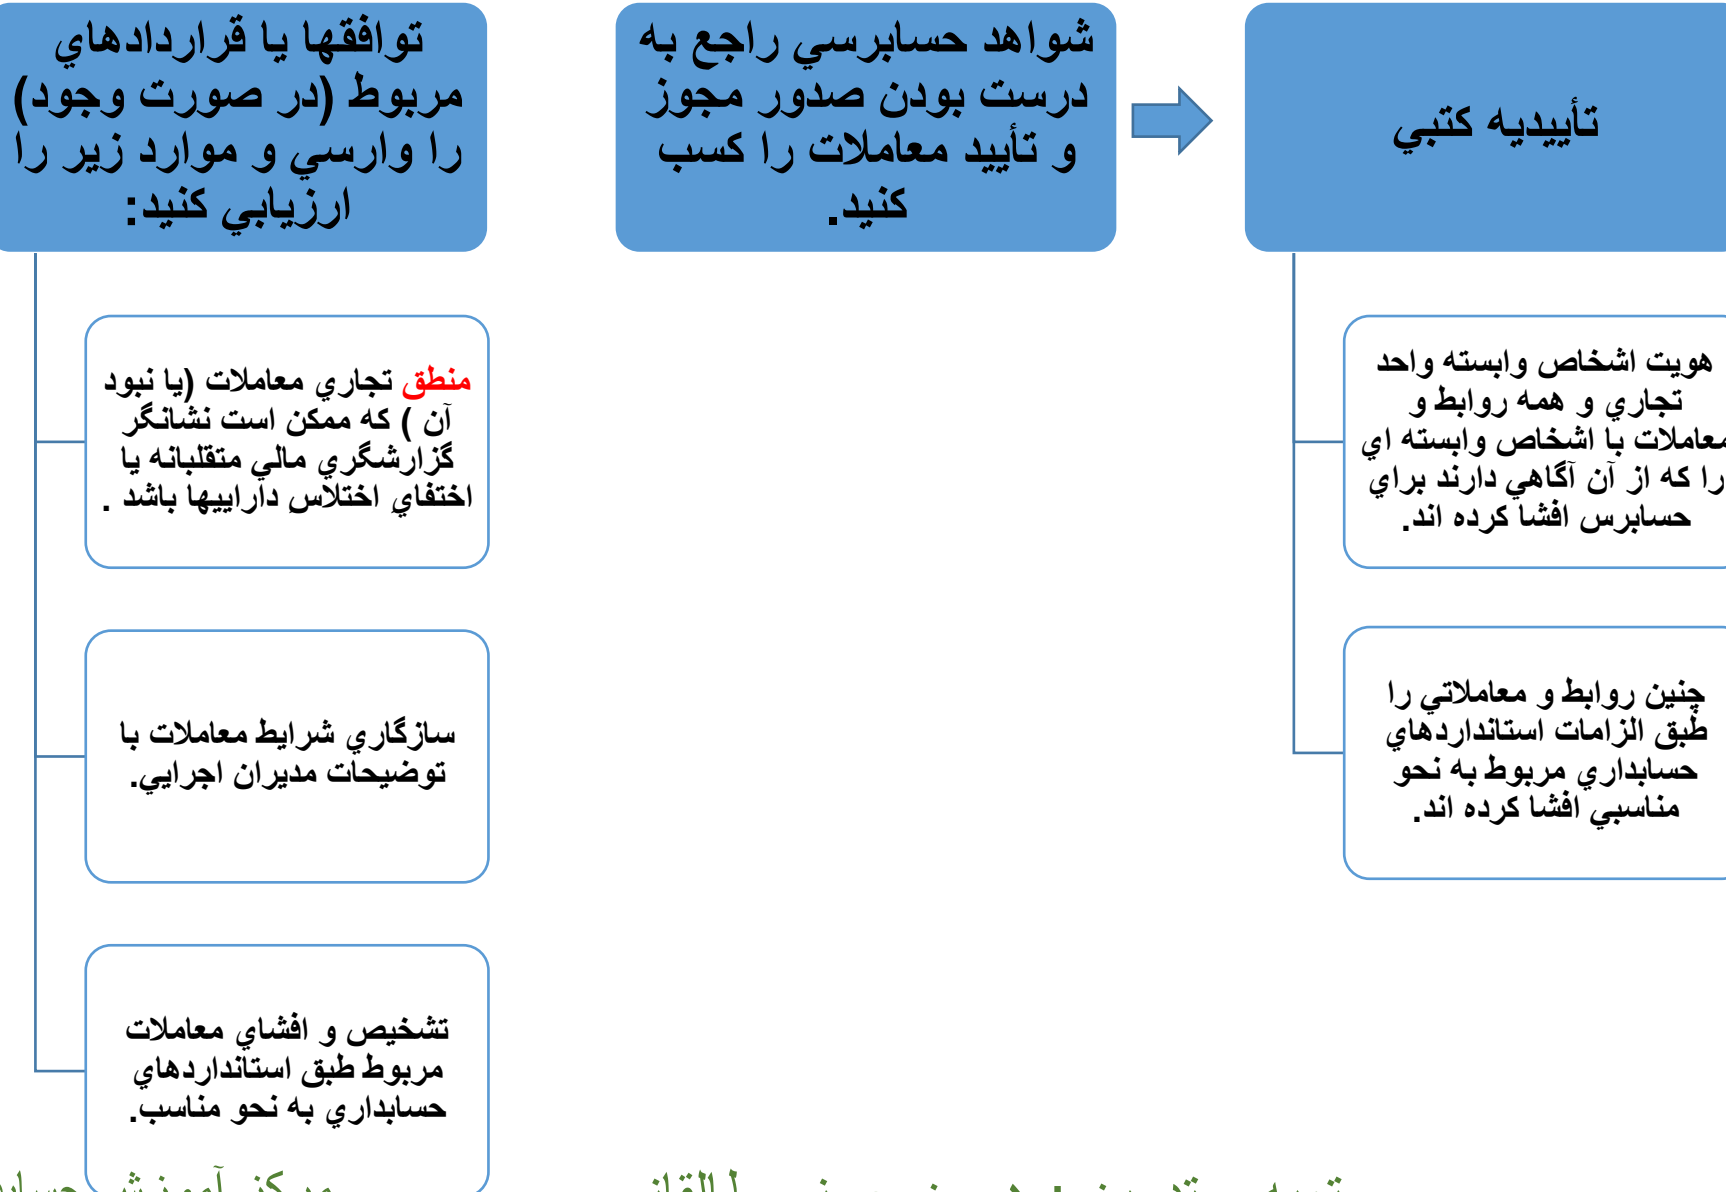 تأييديه كتبي
هويت اشخاص وابسته واحد
تجاري و همه روابط و
معاملات با اشخاص وابسته اي
را كه از آن آگاهي دارند براي
حسابرس افشا كرده اند.
چنين روابط و معاملاتي را
طبق الزامات استانداردهاي
حسابداري مربوط به نحو
مناسبي افشا كرده اند.
شواهد حسابرسي راجع به
درست بودن صدور مجوز
و تأييد معاملات را كسب
كنيد.
توافقها يا قراردادهاي
مربوط (در صورت وجود)
را وارسي و موارد زير را
ارزيابي كنيد:
منطق تجاري معاملات (يا نبود
آن ) كه ممكن است نشانگر
گزارشگري مالي متقلبانه يا
اختفايِ اختلاسِ داراييها باشد .
سازگاري شرايط معاملات با
توضيحات مديران اجرايي.
تشخيص و افشاي معاملات
مربوط طبق استانداردهاي
حسابداري به نحو مناسب.
مركز آموزش